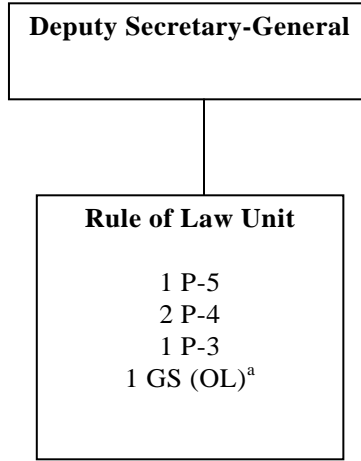 Deputy Secretary-General
Rule of Law Unit
1 P-5
2 P-4
1 P-3
1 GS (OL)ᵃ